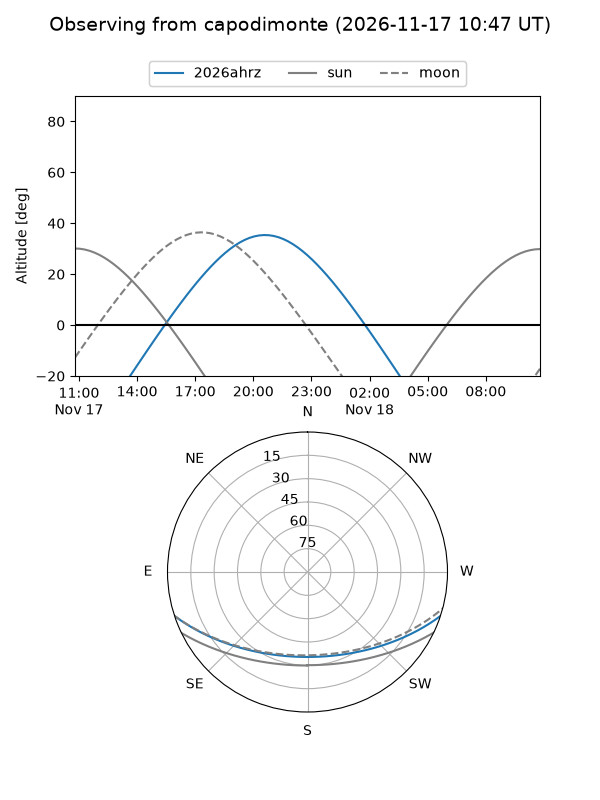 Observing from capodimonte (2026-11-17 10:47 UT)
2026ahrz sun moon
Altitude [deg]
80
60
40
20
0
−20
11:00 14:00 17:00 20:00 23:00 02:00 05:00 08:00
Nov 17 Nov 18
N
NE NW
15
30
45
60
75
E W
SE SW
S